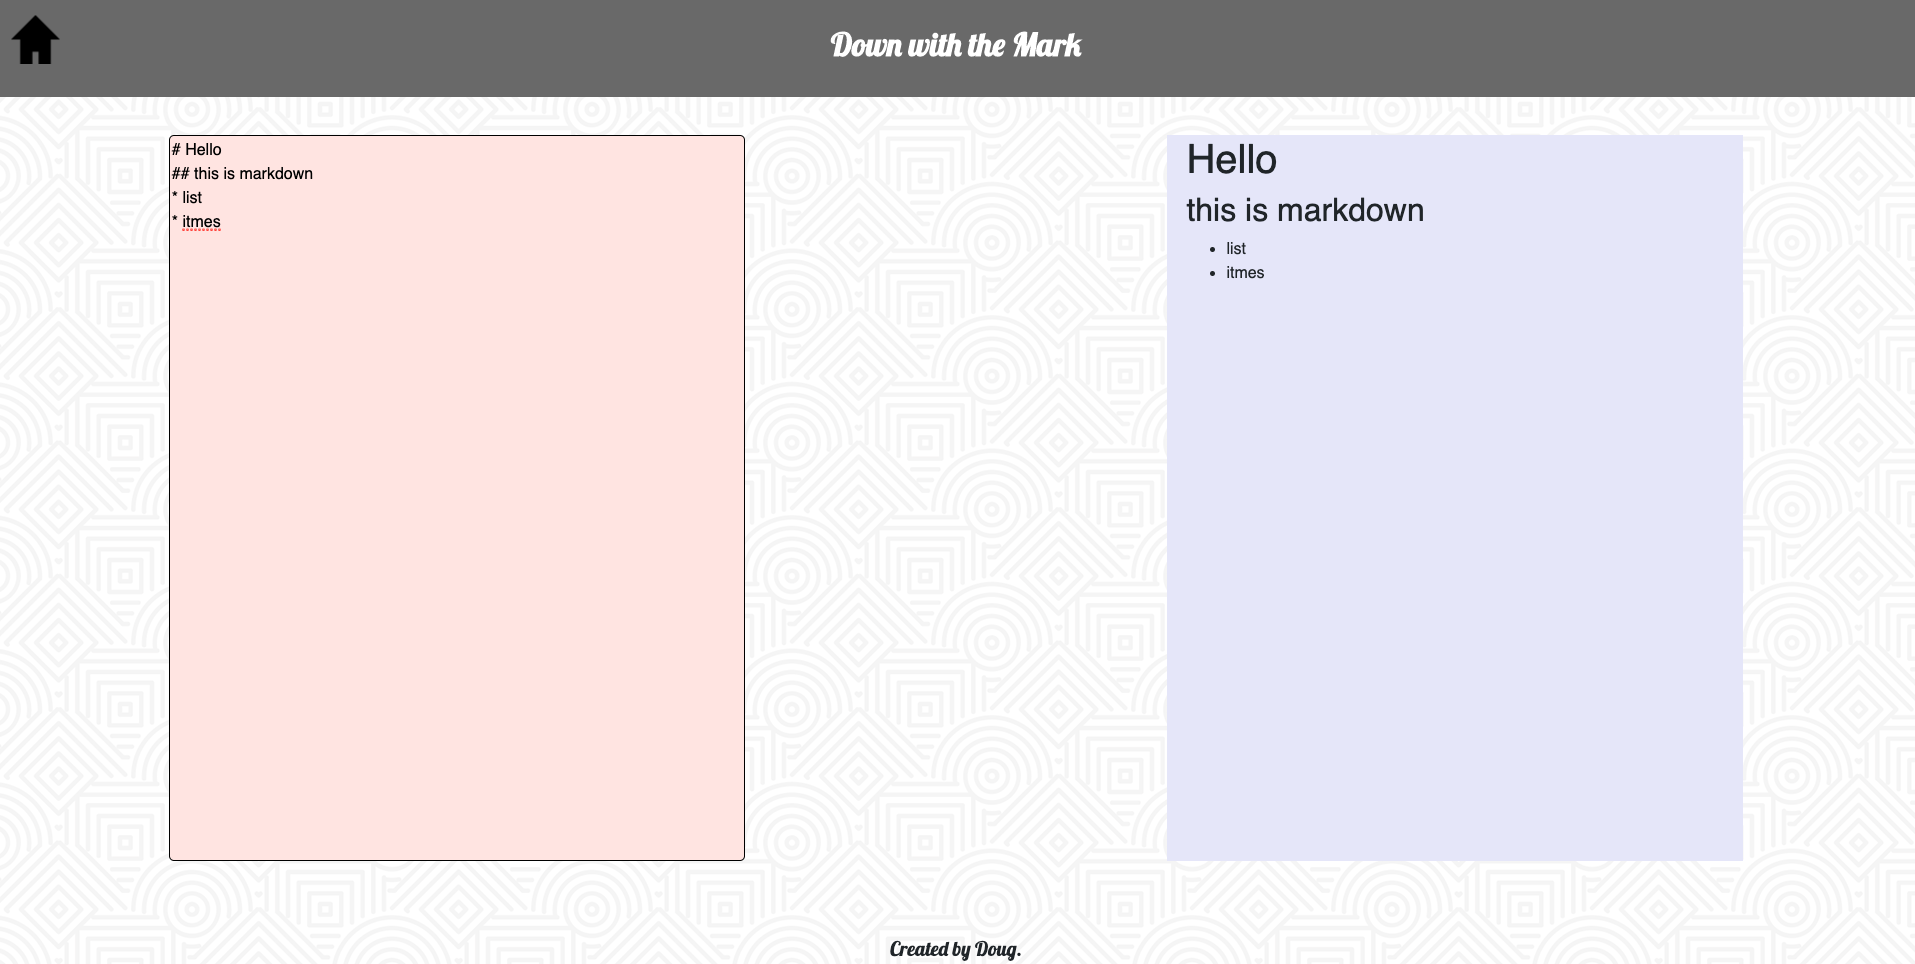 Down with the Mark
# Hello
## this is markdown
* list
* itmes
Hello
this is markdown
• list
• itmes
Created by Doug.